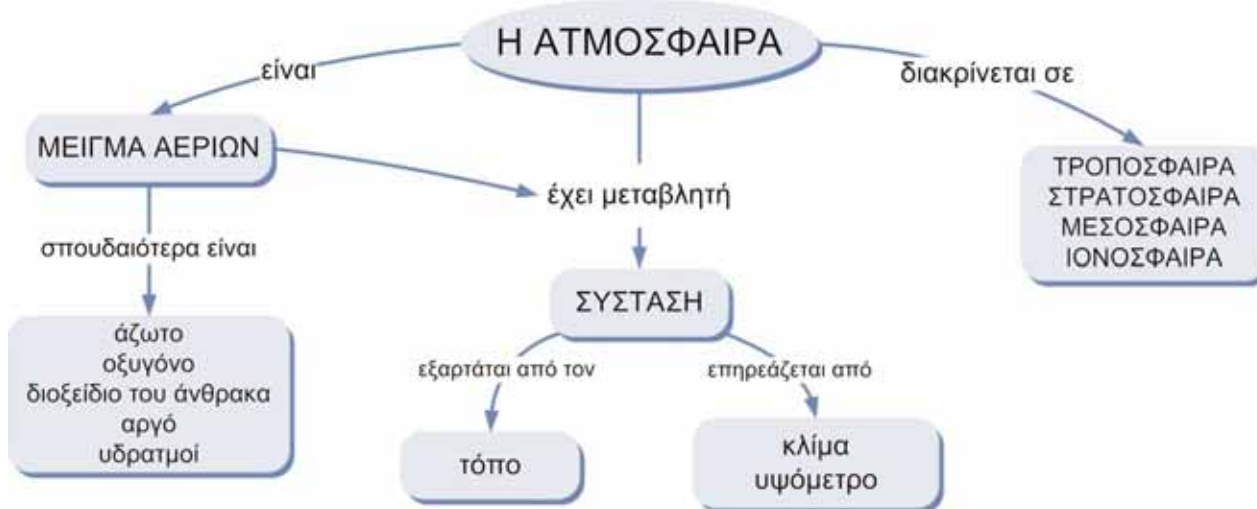 Η ΑΤΜΟΣΦΑΙΡΑ
είναι
διακρίνεται σε
ΜΕΙΓΜΑ ΑΕΡΙΩΝ
έχει μεταβλητή
ΤΡΟΠΟΣΦΑΙΡΑ
ΣΤΡΑΤΟΣΦΑΙΡΑ
ΜΕΣΟΣΦΑΙΡΑ
ΙΟΝΟΣΦΑΙΡΑ
σπουδαιότερα είναι
ΣΥΣΤΑΣΗ
άζωτο
οξυγόνο
διοξείδιο του άνθρακα
αργό
υδρατμοί
εξαρτάται από τον
επηρεάζεται από
τόπο
κλίμα
υψόμετρο